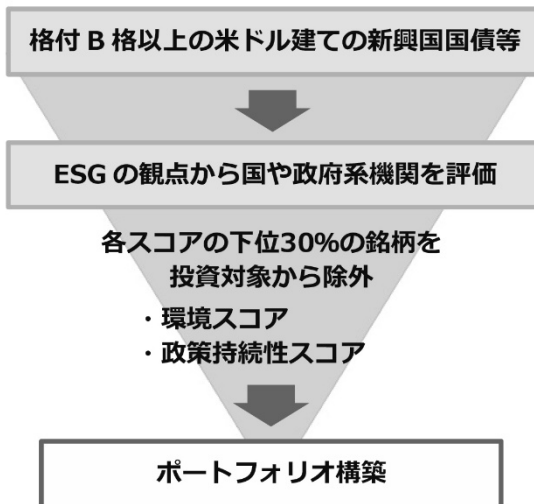 格付 B 格以上の米ドル建ての新興国国債等
ESG の観点から国や政府系機関を評価
各スコアの下位30%の銘柄を
投資対象から除外
・環境スコア
・政策持続性スコア
ポートフォリオ構築